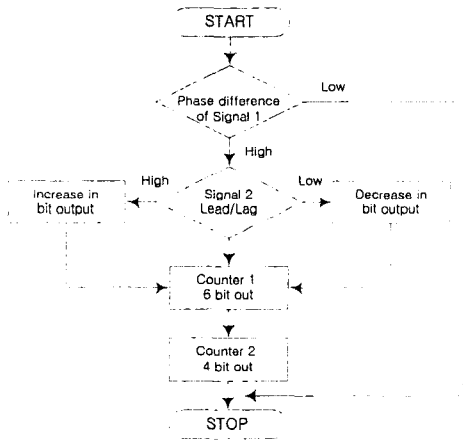 START
Low
Phase difference
of Signal 1
High
High
Signal 2
Lead/Lag
Low
Increase in
bit output
Decrease in
bit output
Counter 1
6 bit out
Counter 2
4 bit out
STOP